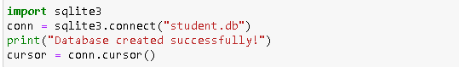 import sqlite3
conn = sqlite3.connect("student.db")
print("Database created successfully!")
cursor = conn.cursor()